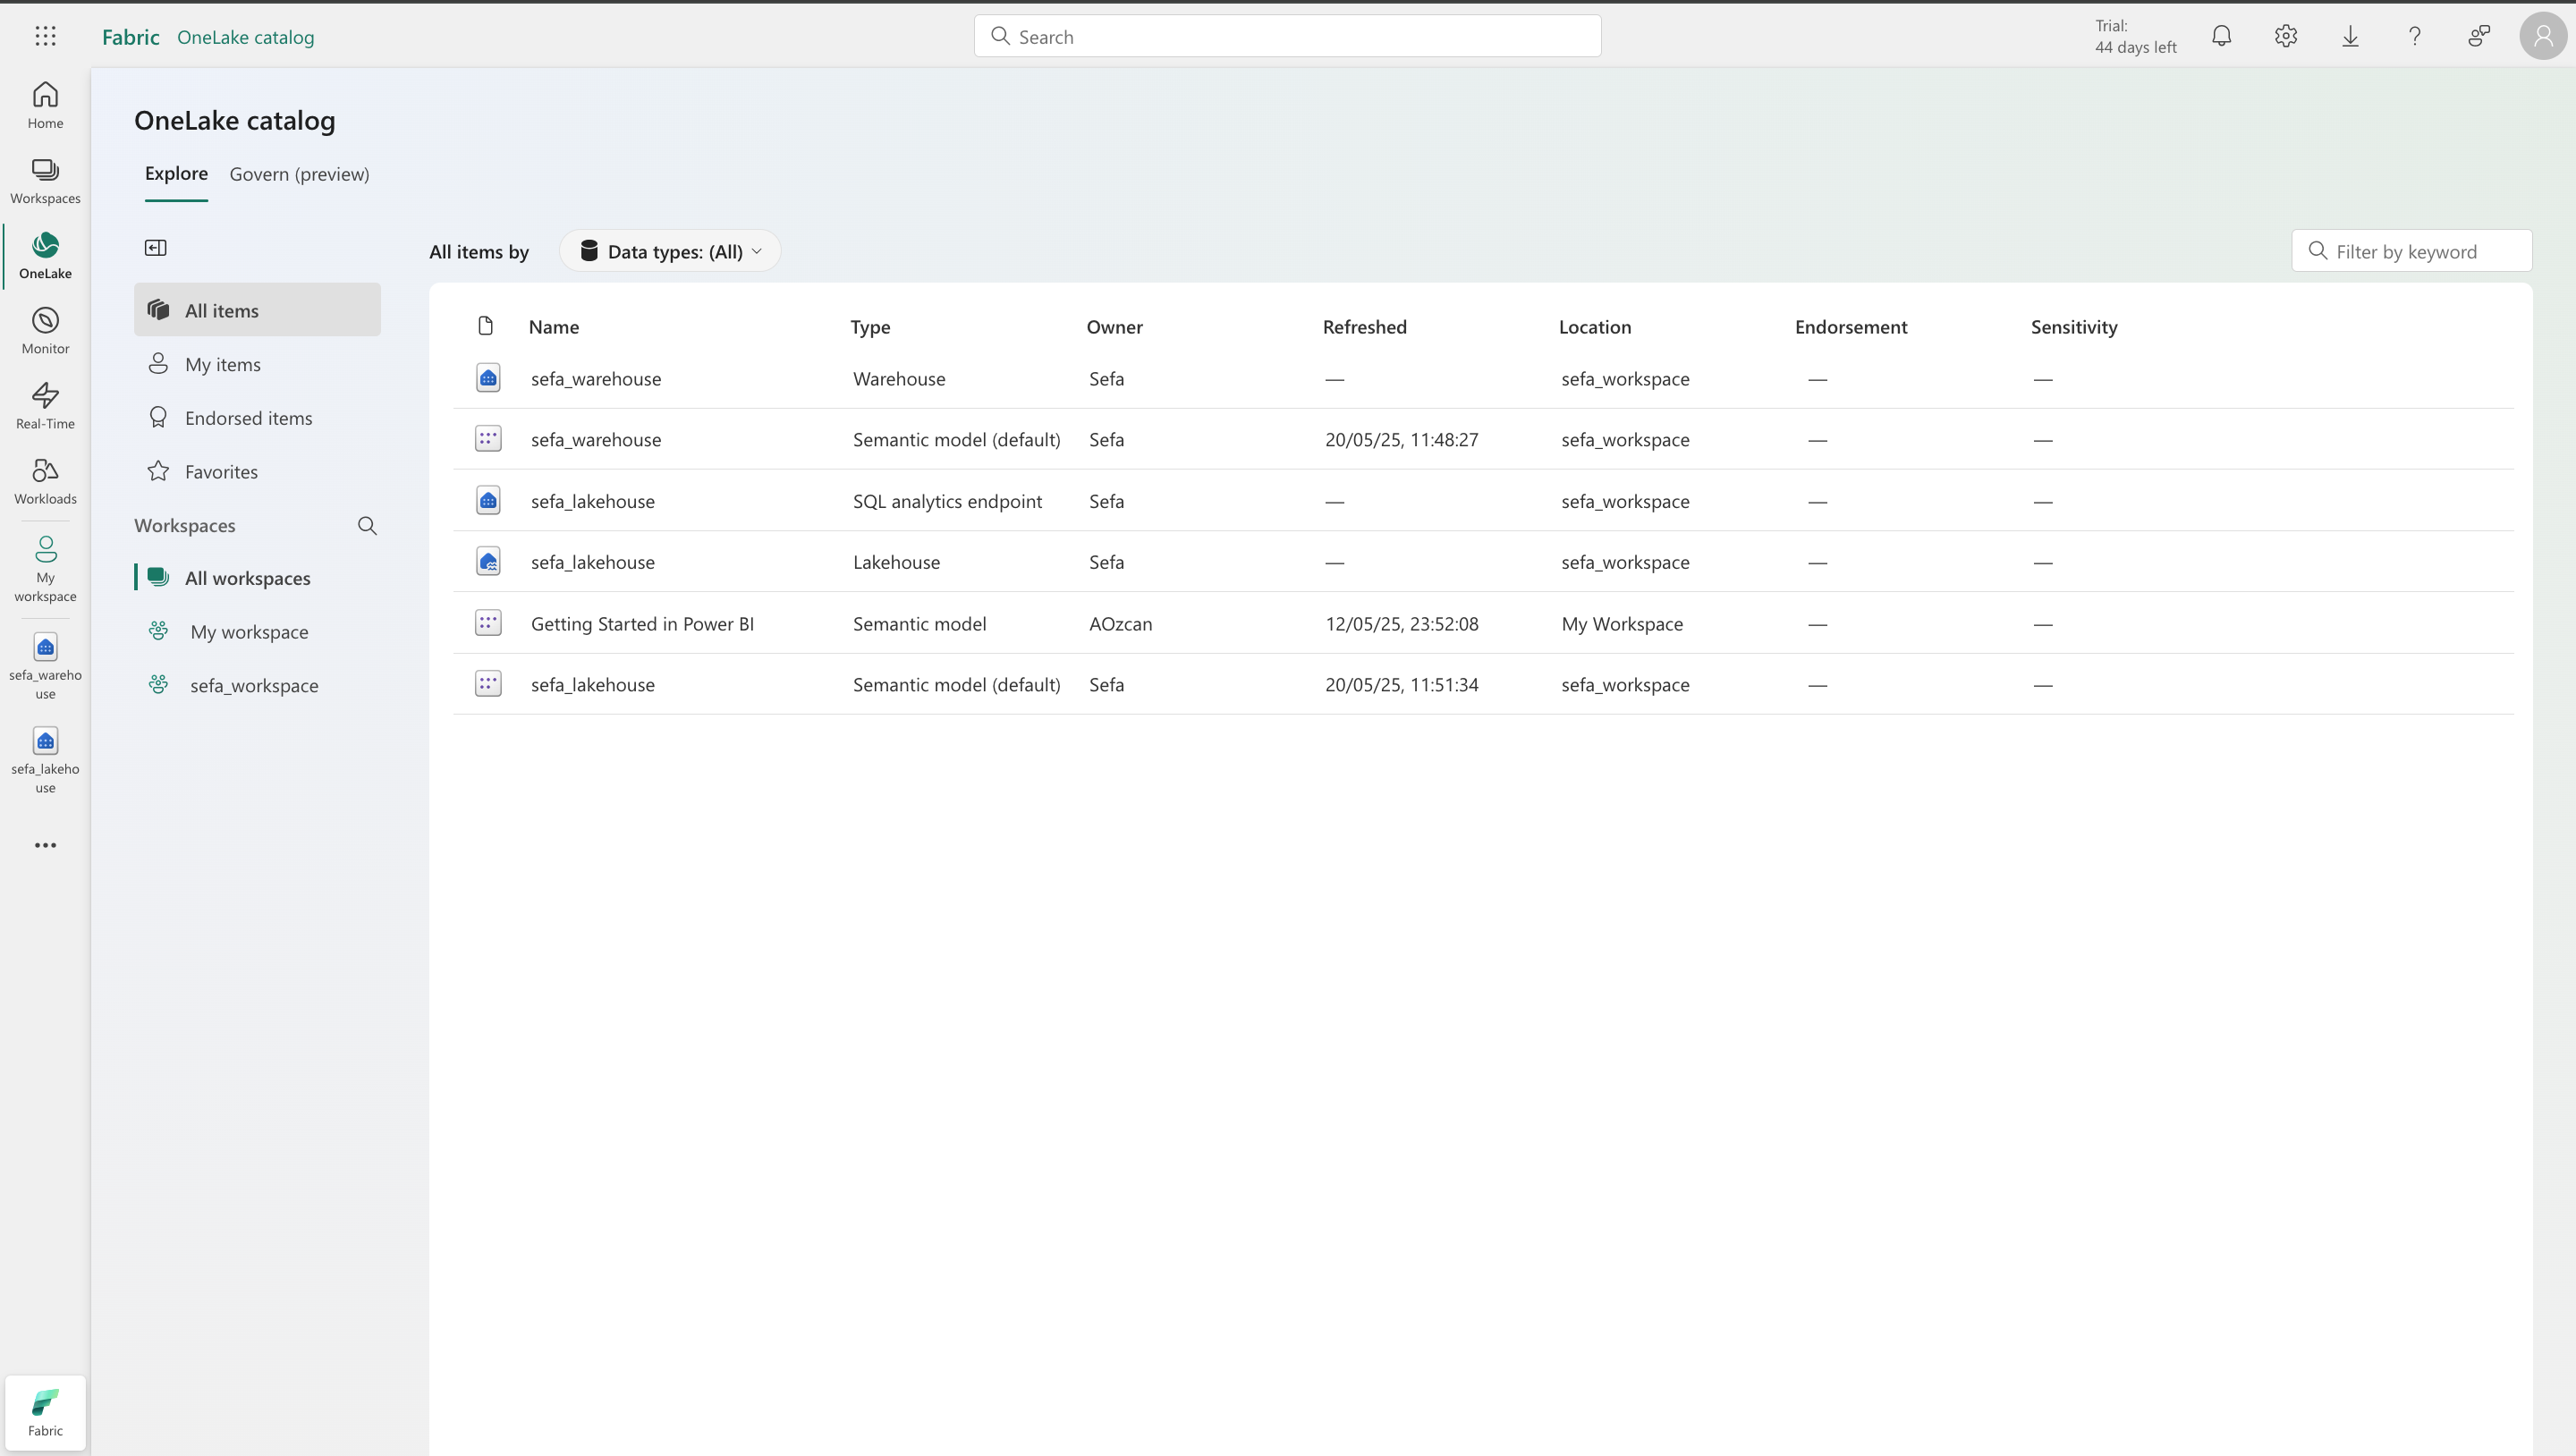 Fabric OneLake catalog
Search
Trial:
44 days left
Home
Workspaces
OneLake
Monitor
Real-Time
Workloads
My
workspace
sefa_wareho
use
sefa_lakeho
use
Fabric
OneLake catalog
Explore Govern (preview)
All items
My items
Endorsed items
Favorites
Workspaces
All workspaces
My workspace
sefa_workspace
All items by Data types: (All)
Filter by keyword
Name Type Owner Refreshed Location Endorsement Sensitivity
sefa_warehouse Warehouse Sefa — sefa_workspace — —
sefa_warehouse Semantic model (default) Sefa 20/05/25, 11:48:27 sefa_workspace — —
sefa_lakehouse SQL analytics endpoint Sefa — sefa_workspace — —
sefa_lakehouse Lakehouse Sefa — sefa_workspace — —
Getting Started in Power BI Semantic model AOzcan 12/05/25, 23:52:08 My Workspace — —
sefa_lakehouse Semantic model (default) Sefa 20/05/25, 11:51:34 sefa_workspace — —